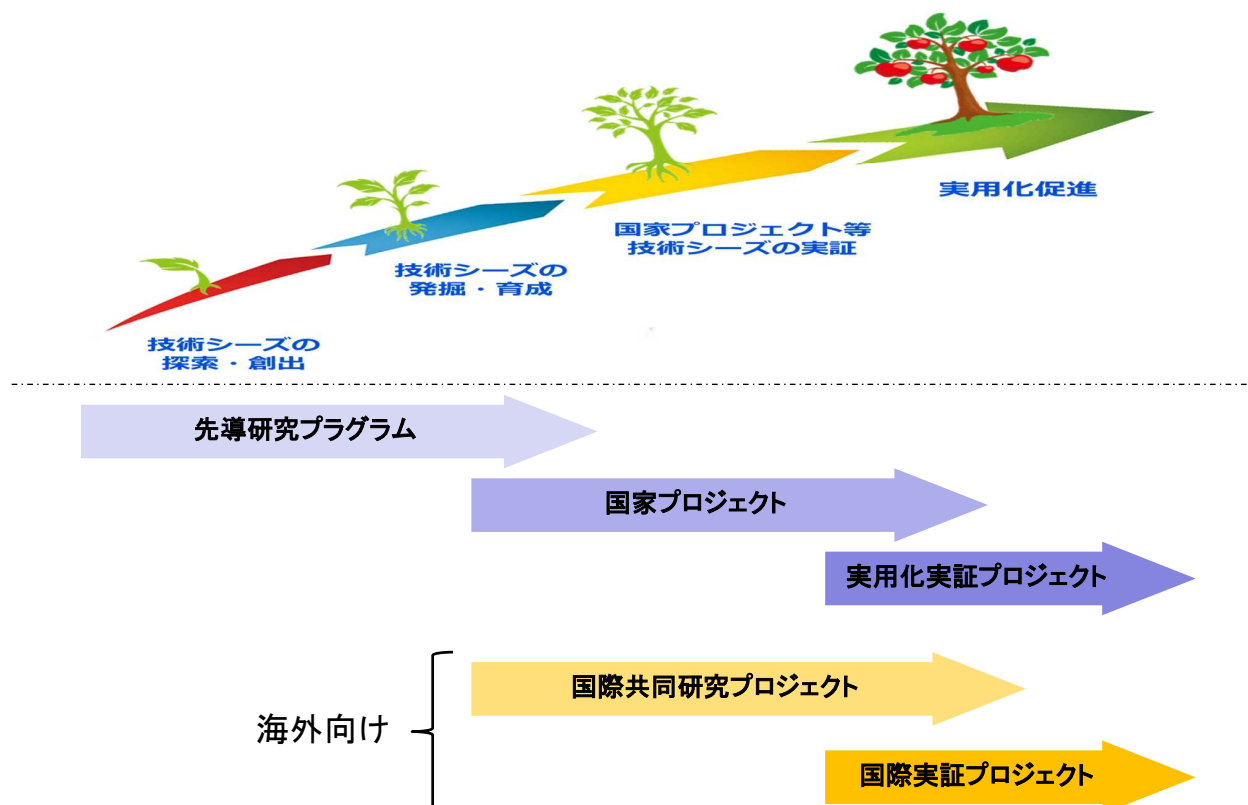 実用化促進
国家プロジェクト等
技術シーズの実証
技術シーズの
発掘・育成
技術シーズの
探索・創出
先導研究プラグラム
国家プロジェクト
実用化実証プロジェクト
国際共同研究プロジェクト
海外向け
国際実証プロジェクト